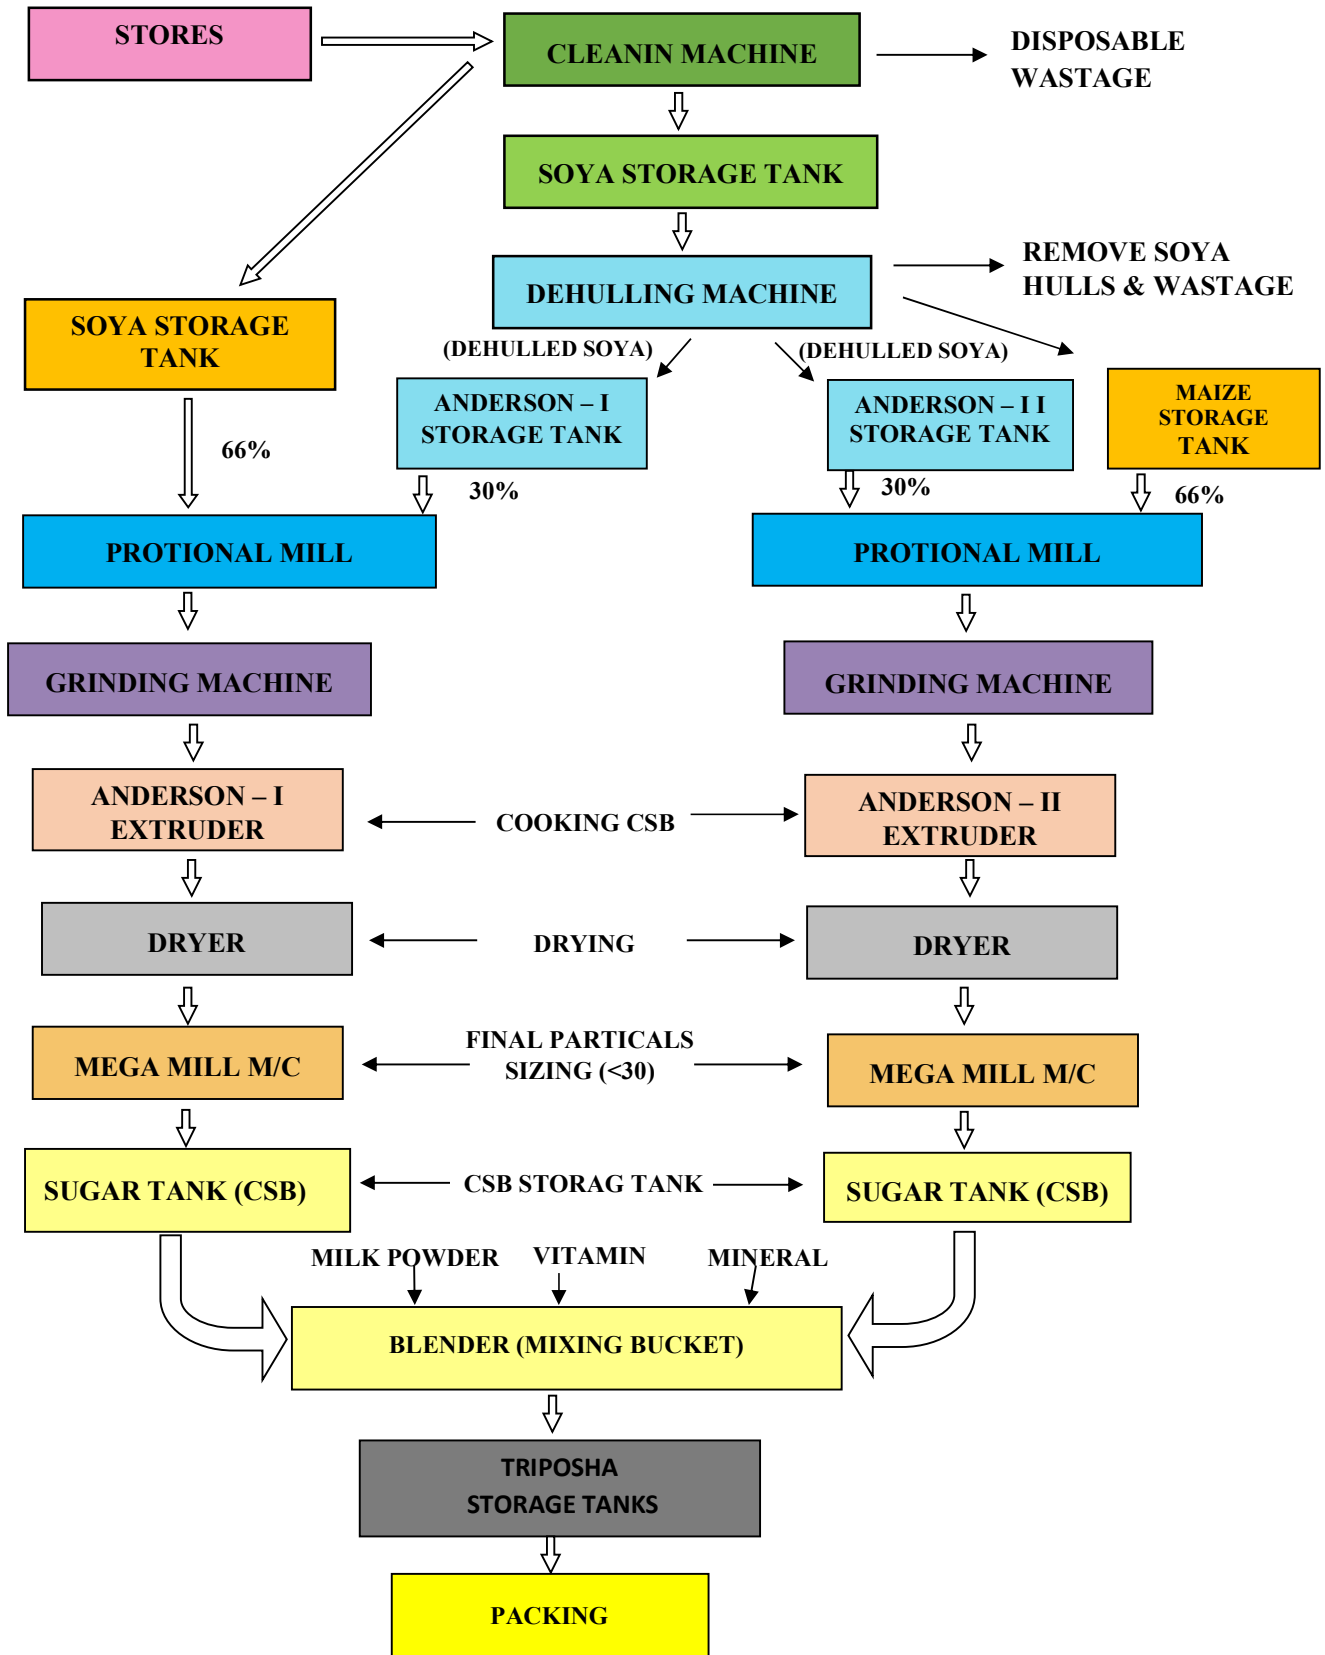 STORES
CLEANIN MACHINE
DISPOSABLE
WASTAGE
SOYA STORAGE TANK
DEHULLING MACHINE
REMOVE SOYA
HULLS & WASTAGE
SOYA STORAGE
TANK
(DEHULLED SOYA)
(DEHULLED SOYA)
ANDERSON – I
STORAGE TANK
ANDERSON – I I
STORAGE TANK
MAIZE
STORAGE
TANK
66%
30%
30%
66%
PROTIONAL MILL
PROTIONAL MILL
GRINDING MACHINE
GRINDING MACHINE
ANDERSON – I
EXTRUDER
COOKING CSB
ANDERSON – II
EXTRUDER
DRYER
DRYING
DRYER
MEGA MILL M/C
FINAL PARTICALS
SIZING (<30)
MEGA MILL M/C
SUGAR TANK (CSB)
CSB STORAG TANK
SUGAR TANK (CSB)
MILK POWDER
VITAMIN
MINERAL
BLENDER (MIXING BUCKET)
TRIPOSHA
STORAGE TANKS
PACKING